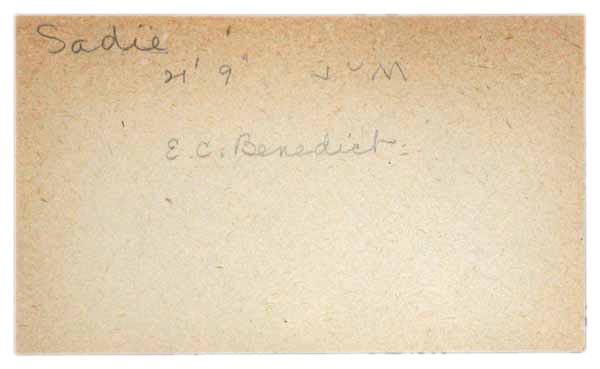 Sadie
21' 9" J ᵕ M
E. C. Benedict